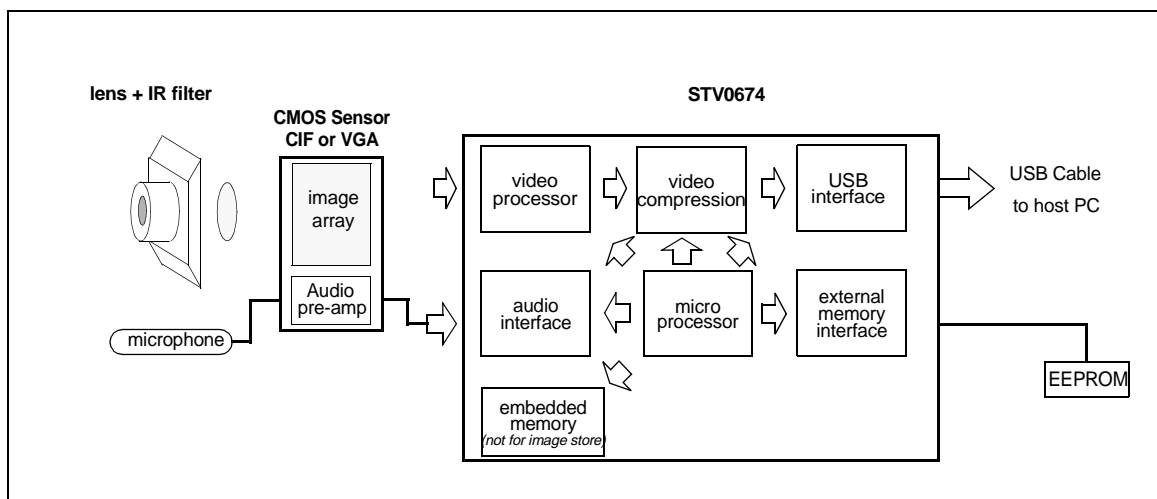 lens + IR filter
CMOS Sensor
CIF or VGA
image
array
Audio
pre-amp
microphone
STV0674
video
processor
video
compression
USB
interface
audio
interface
micro
processor
external
memory
interface
embedded
memory
(not for image store)
USB Cable
to host PC
EEPROM